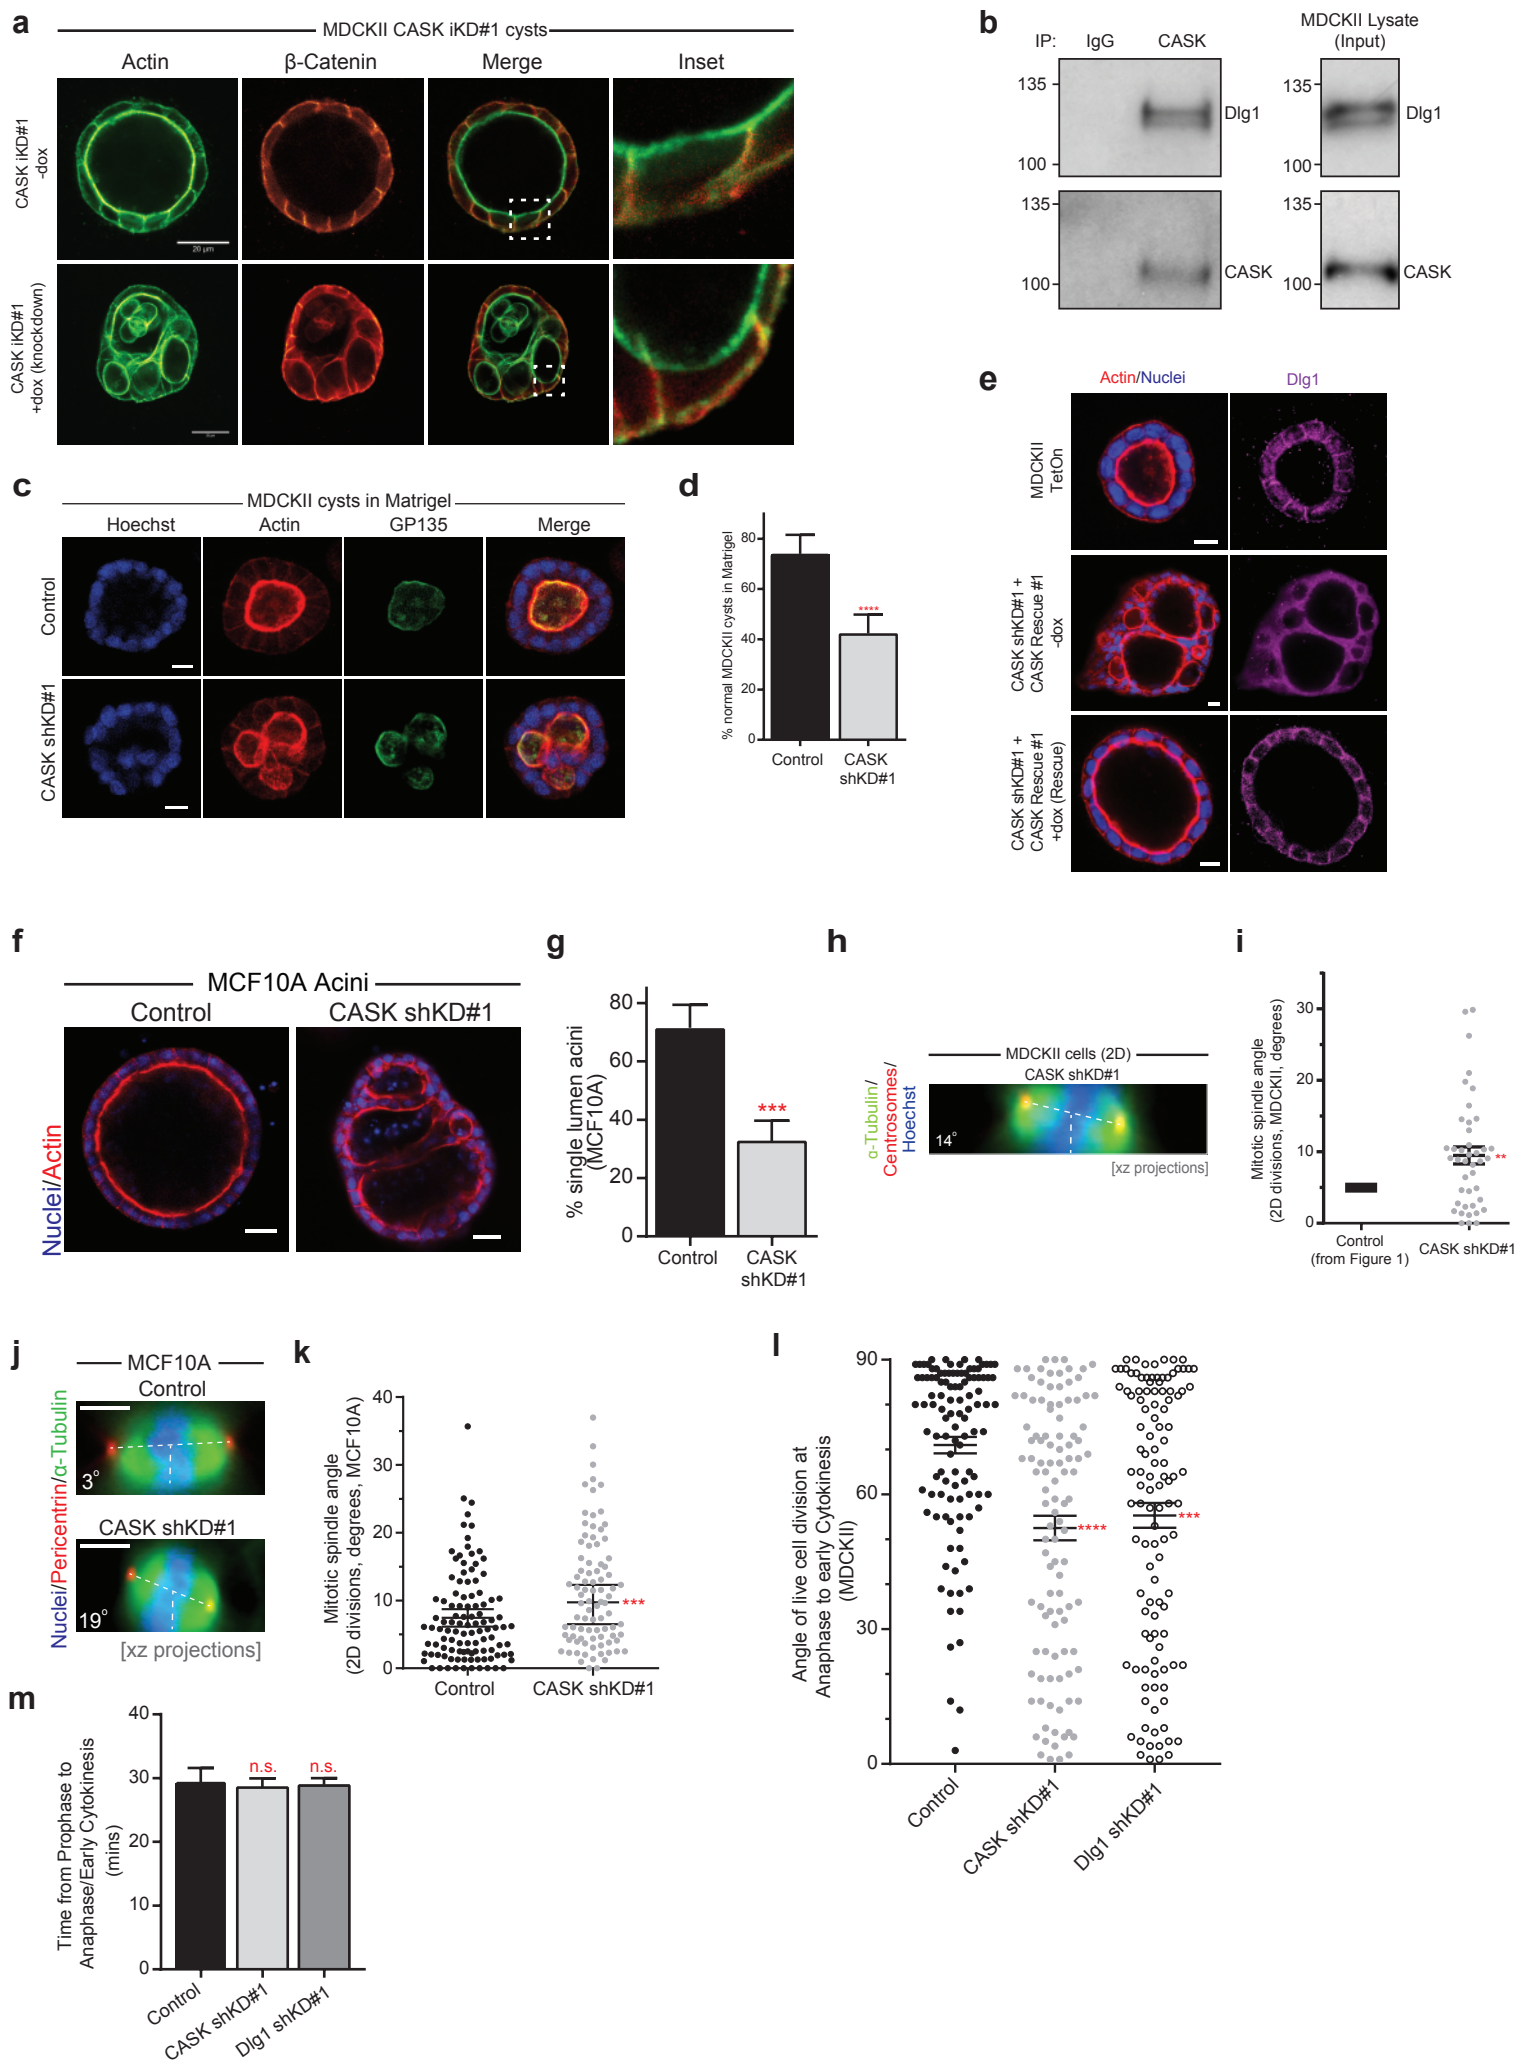 a
MDCKII CASK iKD#1 cysts
Actin
β-Catenin
Merge
Inset
CASK iKD#1
-dox
20 μm
CASK iKD#1
+dox (knockdown)
b
IP:
IgG
CASK
MDCKII Lysate
(Input)
135
100
Dlg1
135
100
Dlg1
135
100
CASK
135
100
CASK
c
MDCKII cysts in Matrigel
Hoechst
Actin
GP135
Merge
Control
CASK shKD#1
d
% normal MDCKII cysts in Matrigel
80
60
40
20
0
****
Control
CASK
shKD#1
e
Actin/Nuclei
Dlg1
MDCKII
TetOn
CASK shKD#1 +
CASK Rescue #1
-dox
CASK shKD#1 +
CASK Rescue #1
+dox (Rescue)
f
MCF10A Acini
Control
CASK shKD#1
Nuclei/Actin
g
% single lumen acini
(MCF10A)
80
60
40
20
0
***
Control
CASK
shKD#1
h
MDCKII cells (2D)
CASK shKD#1
α-Tubulin/
Centrosomes/
Hoechst
14°
[xz projections]
i
Mitotic spindle angle
(2D divisions, MDCKII, degrees)
30
20
10
0
**
Control
(from Figure 1)
CASK shKD#1
j
MCF10A
Control
Nuclei/Pericentrin/α-Tubulin
3°
CASK shKD#1
19°
[xz projections]
k
Mitotic spindle angle
(2D divisions, degrees, MCF10A)
40
30
20
10
0
***
Control
CASK shKD#1
l
Angle of live cell division at
Anaphase to early Cytokinesis
(MDCKII)
90
60
30
0
****
***
Control
CASK shKD#1
Dlg1 shKD#1
m
Time from Prophase to
Anaphase/Early Cytokinesis
(mins)
40
30
20
10
0
n.s.
n.s.
Control
CASK shKD#1
Dlg1 shKD#1